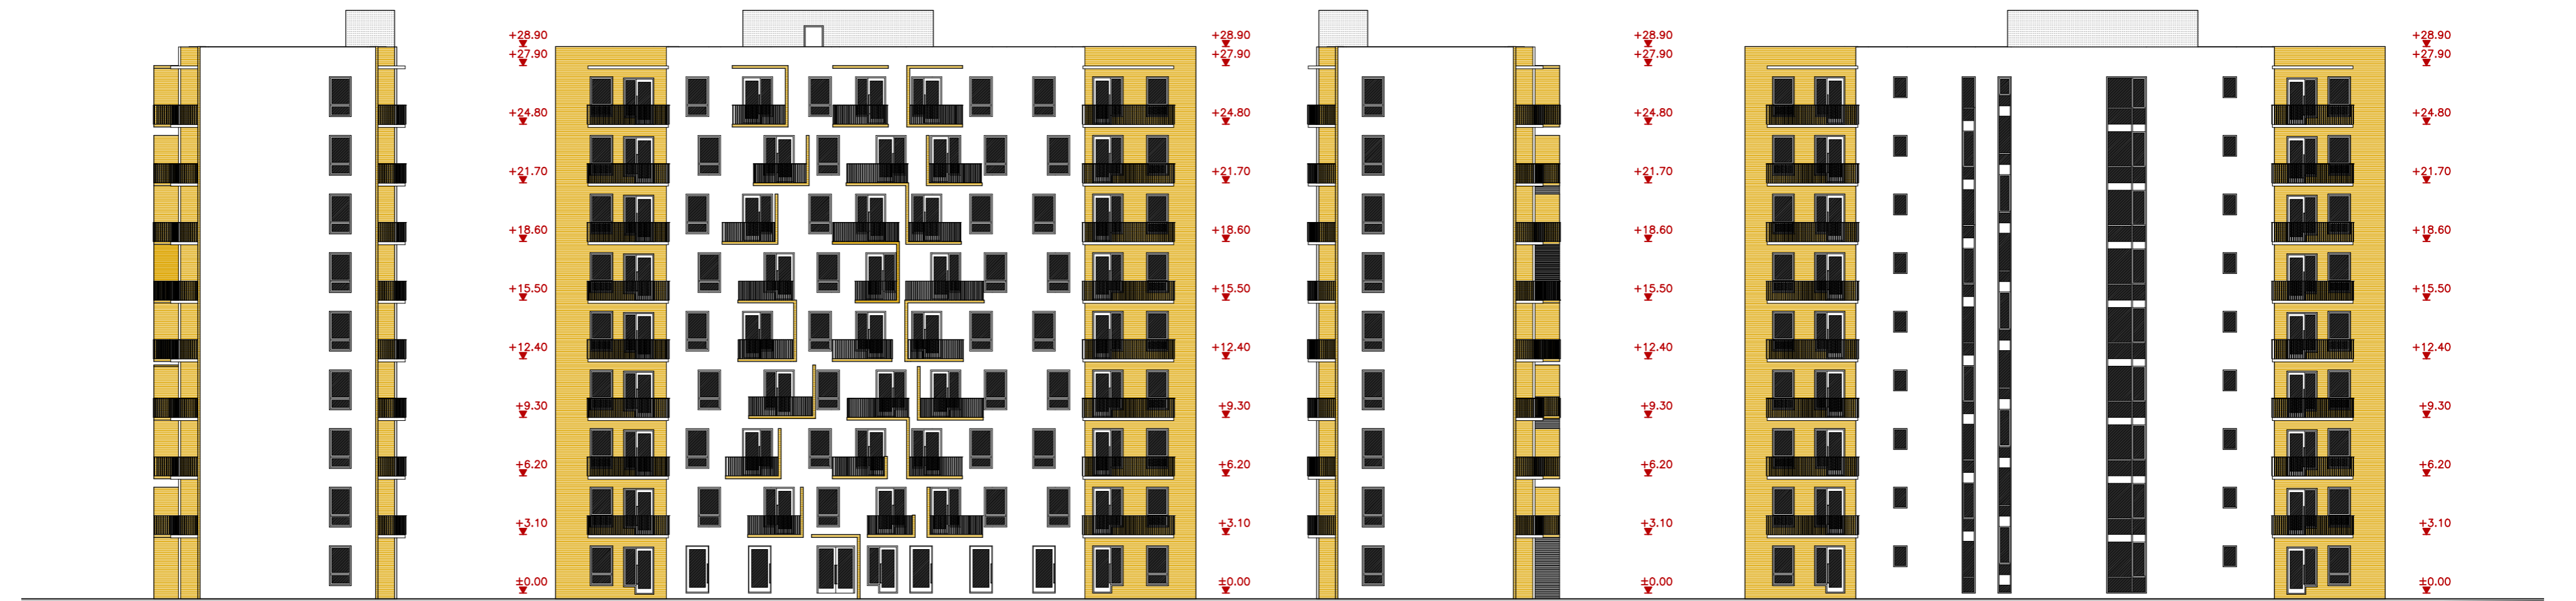 +28.90 +28.90 +28.90 +28.90
+27.90 +27.90 +27.90 +27.90
+24.80 +24.80 +24.80 +24.80
+21.70 +21.70 +21.70 +21.70
+18.60 +18.60 +18.60 +18.60
+15.50 +15.50 +15.50 +15.50
+12.40 +12.40 +12.40 +12.40
+9.30 +9.30 +9.30 +9.30
+6.20 +6.20 +6.20 +6.20
+3.10 +3.10 +3.10 +3.10
±0.00 ±0.00 ±0.00 ±0.00